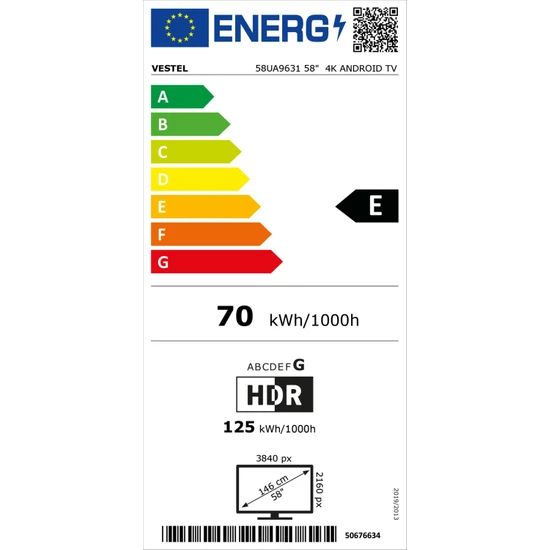 ENERG
VESTEL 58UA9631 58" 4K ANDROID TV
A
B
C
D
E
E
F
G
70 kWh/1000h
ABCDEFG
HDR
125 kWh/1000h
3840 px
2160 px
146 cm
58"
2019/2013
50676634